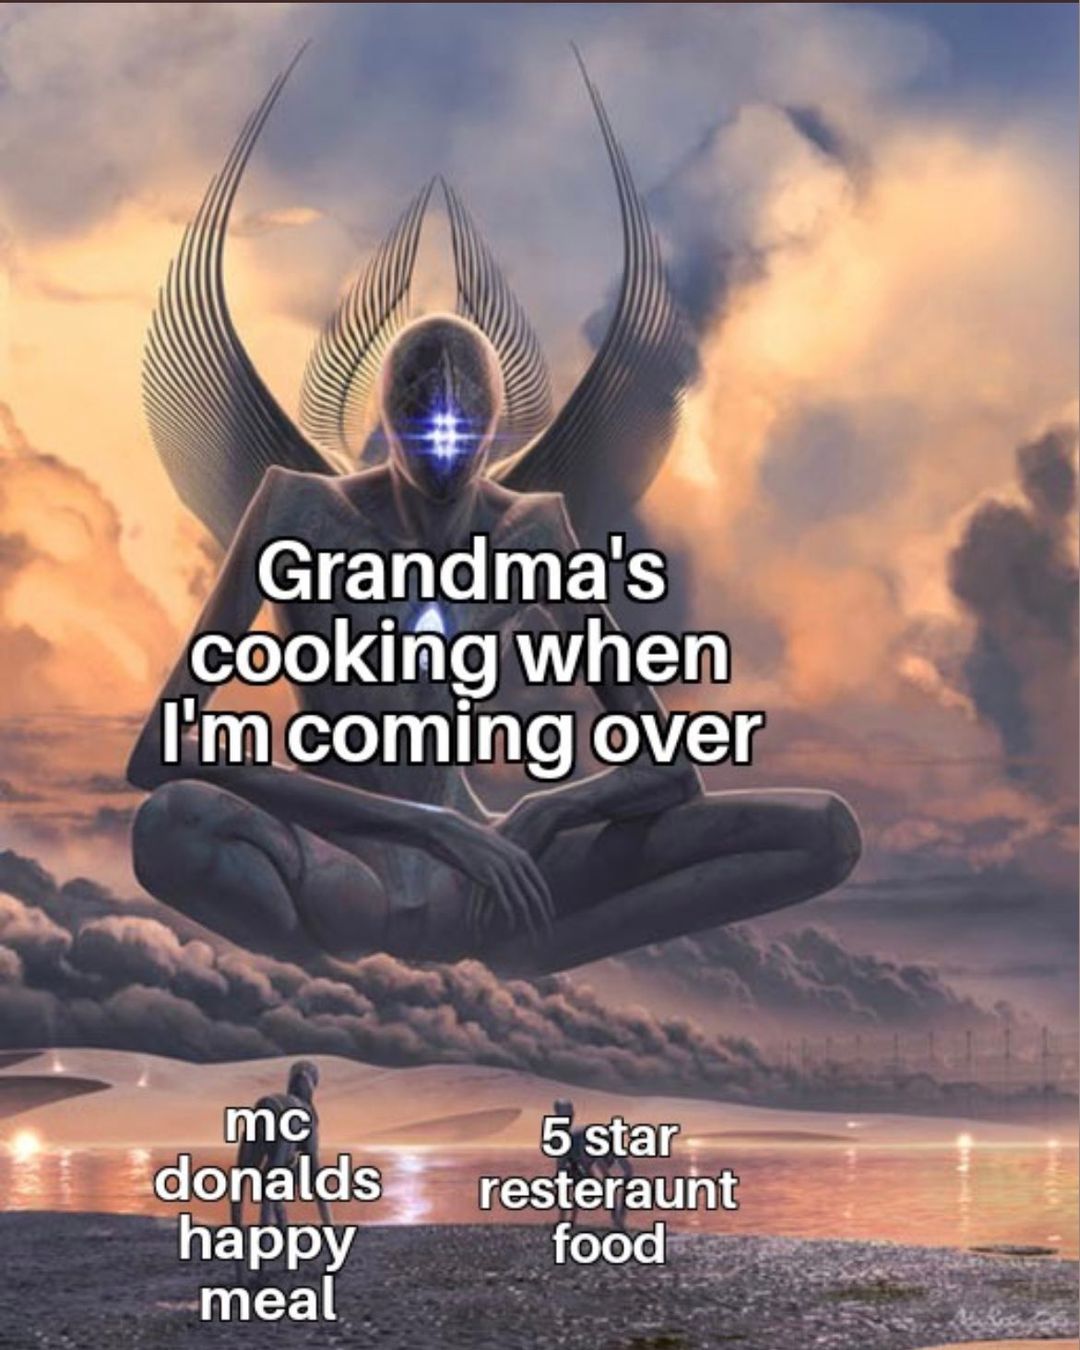 Grandma's
cooking when
I'm coming over
mc
donalds
happy
meal
5 star
resteraunt
food